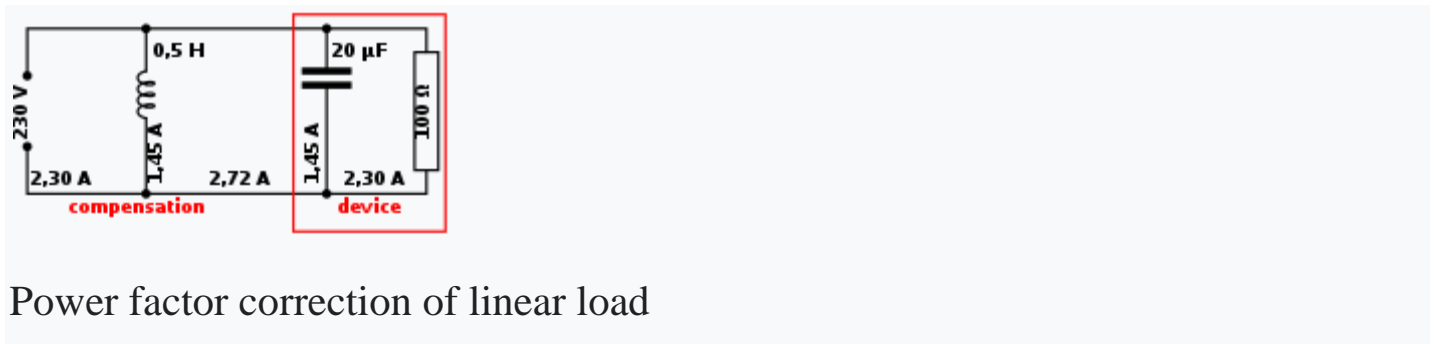 0,5 H
20 µF
230 V
1,45 A
1,45 A
100 Ω
2,30 A
2,72 A
2,30 A
compensation
device
Power factor correction of linear load